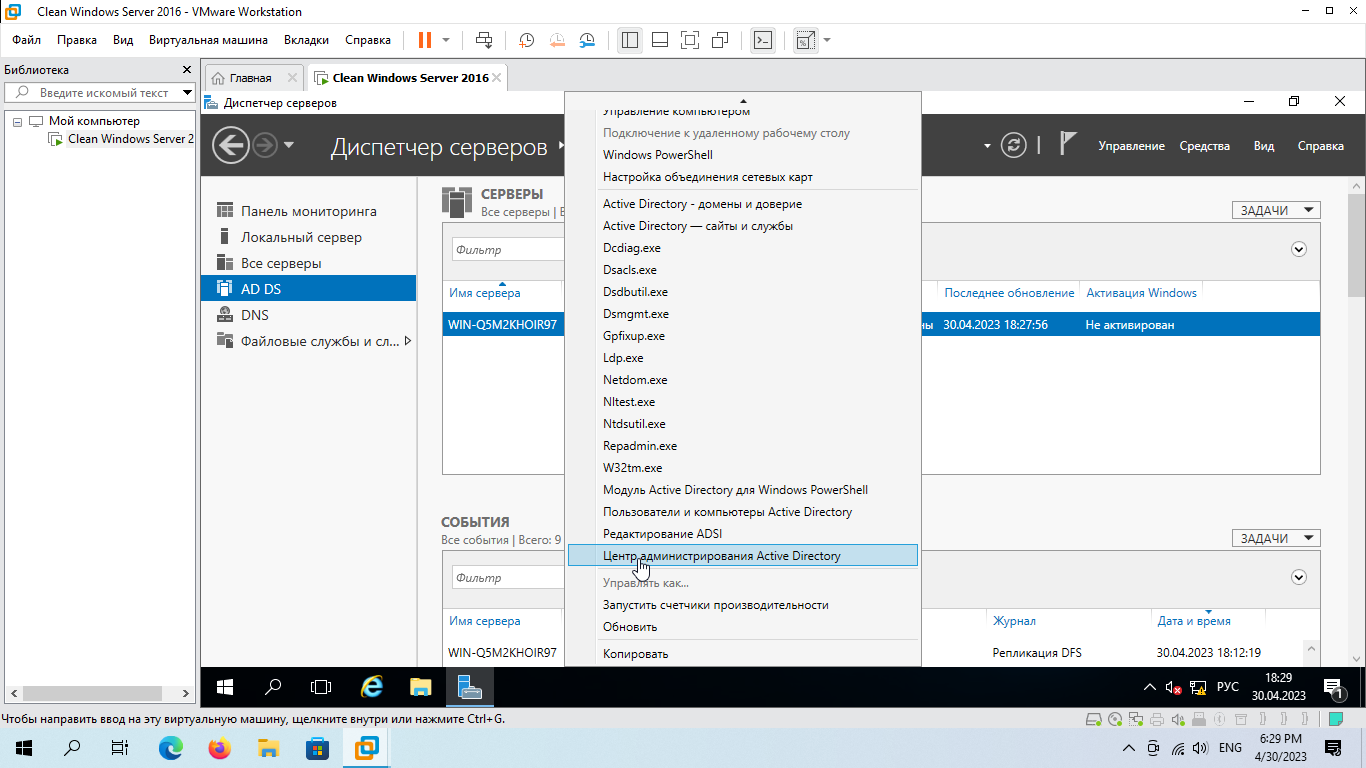 Clean Windows Server 2016 - VMware Workstation
Файл Правка Вид Виртуальная машина Вкладки Справка
Библиотека
Введите искомый текст
Мой компьютер
Clean Windows Server 2
Главная
Clean Windows Server 2016
Диспетчер серверов
Диспетчер серверов
Управление Средства Вид Справка
Панель мониторинга
Локальный сервер
Все серверы
AD DS
DNS
Файловые службы и сл...
СЕРВЕРЫ
Все серверы |
ЗАДАЧИ
Фильтр
Имя сервера
Последнее обновление Активация Windows
WIN-Q5M2KHOIR97
ны 30.04.2023 18:27:56 Не активирован
СОБЫТИЯ
Все события | Всего: 9
ЗАДАЧИ
Фильтр
Имя сервера
Журнал Дата и время
WIN-Q5M2KHOIR97
Репликация DFS 30.04.2023 18:12:19
Управление компьютером
Подключение к удаленному рабочему столу
Windows PowerShell
Настройка объединения сетевых карт
Active Directory - домены и доверие
Active Directory — сайты и службы
Dcdiag.exe
Dsacls.exe
Dsdbutil.exe
Dsmgmt.exe
Gpfixup.exe
Ldp.exe
Netdom.exe
Nltest.exe
Ntdsutil.exe
Repadmin.exe
W32tm.exe
Модуль Active Directory для Windows PowerShell
Пользователи и компьютеры Active Directory
Редактирование ADSI
Центр администрирования Active Directory
Управлять как...
Запустить счетчики производительности
Обновить
Копировать
РУС
18:29
30.04.2023
1
Чтобы направить ввод на эту виртуальную машину, щелкните внутри или нажмите Ctrl+G.
ENG
6:29 PM
4/30/2023